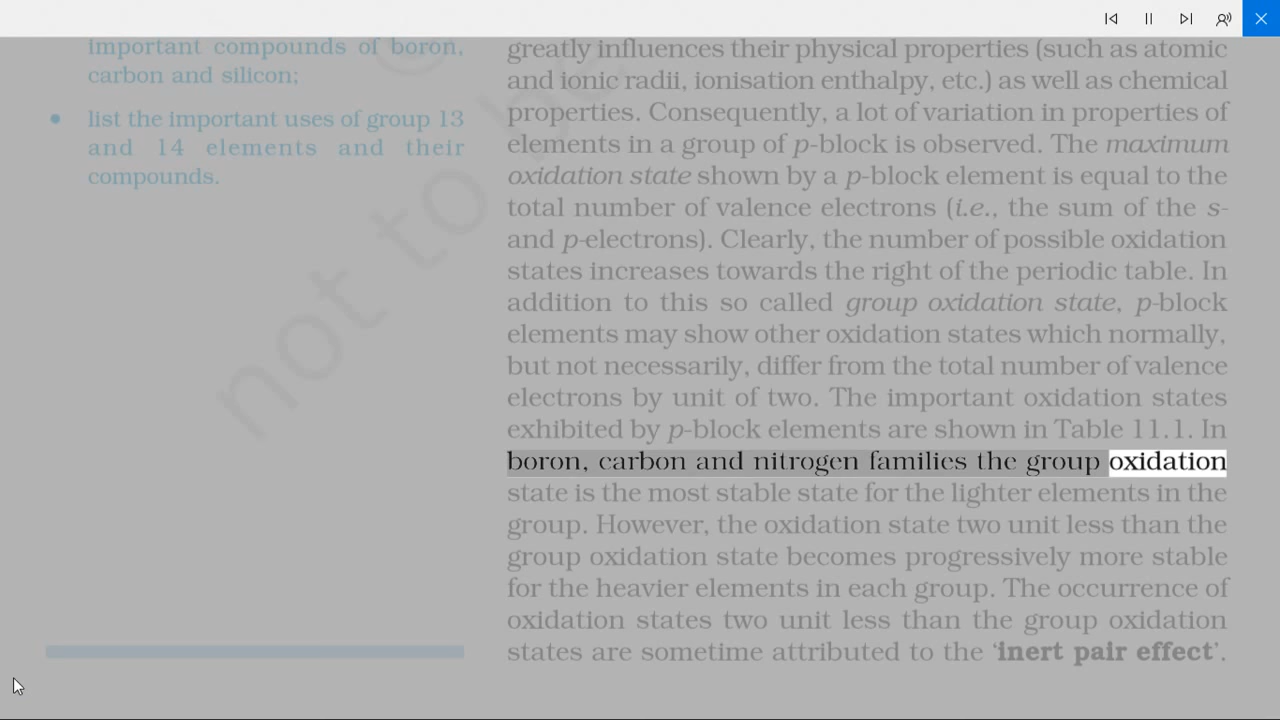 important compounds of boron,
carbon and silicon;
• list the important uses of group 13
and 14 elements and their
compounds.
greatly influences their physical properties (such as atomic
and ionic radii, ionisation enthalpy, etc.) as well as chemical
properties. Consequently, a lot of variation in properties of
elements in a group of p-block is observed. The maximum
oxidation state shown by a p-block element is equal to the
total number of valence electrons (i.e., the sum of the s-
and p-electrons). Clearly, the number of possible oxidation
states increases towards the right of the periodic table. In
addition to this so called group oxidation state, p-block
elements may show other oxidation states which normally,
but not necessarily, differ from the total number of valence
electrons by unit of two. The important oxidation states
exhibited by p-block elements are shown in Table 11.1. In
boron, carbon and nitrogen families the group oxidation
state is the most stable state for the lighter elements in the
group. However, the oxidation state two unit less than the
group oxidation state becomes progressively more stable
for the heavier elements in each group. The occurrence of
oxidation states two unit less than the group oxidation
states are sometime attributed to the ‘inert pair effect’.
not to be